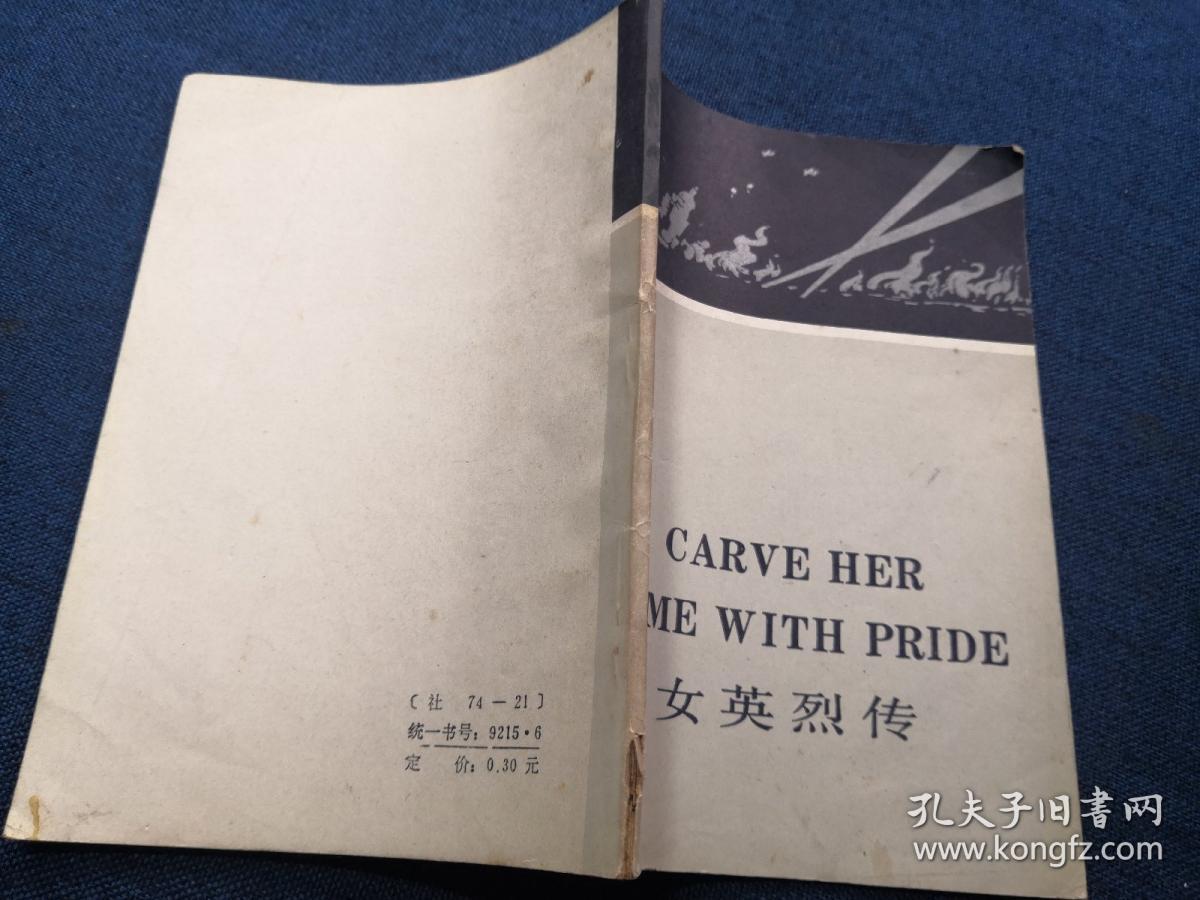 CARVE HER
ME WITH PRIDE
女英烈传
〔社 74-21〕
统一书号：9215·6
定 价：0.30元
孔夫子旧书网
www.kongfz.com